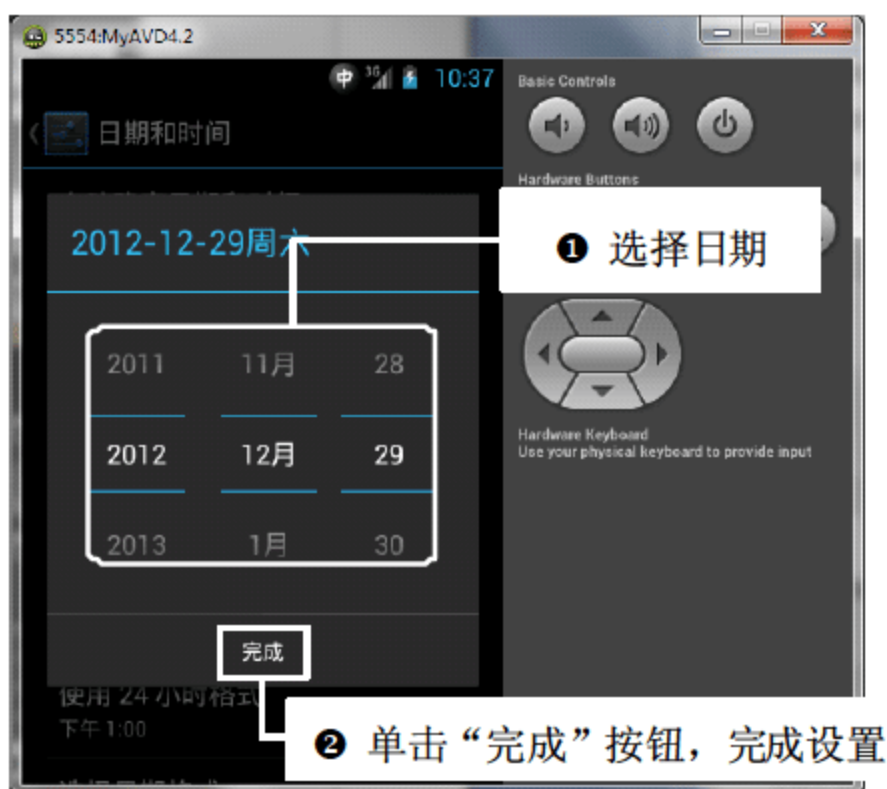 5554:MyAVD4.2
中 3G 10:37
日期和时间
Basic Controls
Hardware Buttons
2012-12-29周六
❶ 选择日期
2011 11月 28
2012 12月 29
2013 1月 30
Hardware Keyboard
Use your physical keyboard to provide input
完成
使用 24 小时格式
下午 1:00
❷ 单击“完成”按钮，完成设置